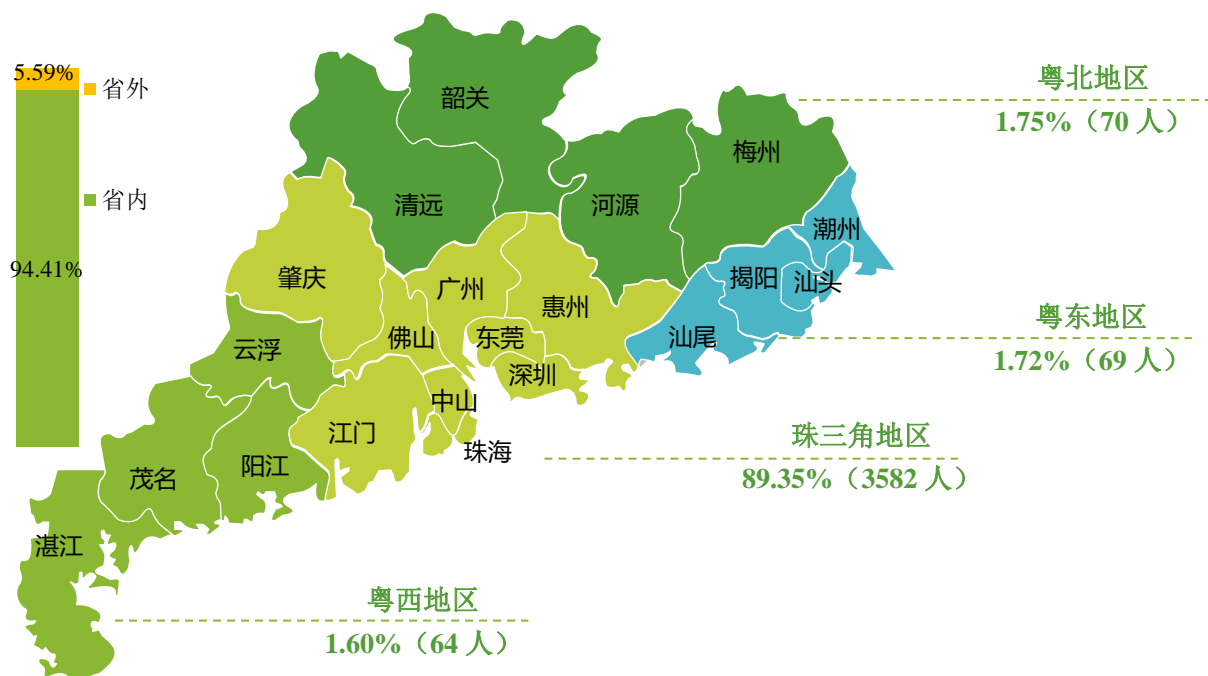 5.59%
省外
省内
94.41%
韶关
清远
河源
梅州
潮州
肇庆
广州
惠州
揭阳
汕头
云浮
佛山
东莞
汕尾
深圳
中山
江门
珠海
茂名
阳江
湛江
粤北地区
1.75%（70 人）
粤东地区
1.72%（69 人）
珠三角地区
89.35%（3582 人）
粤西地区
1.60%（64 人）